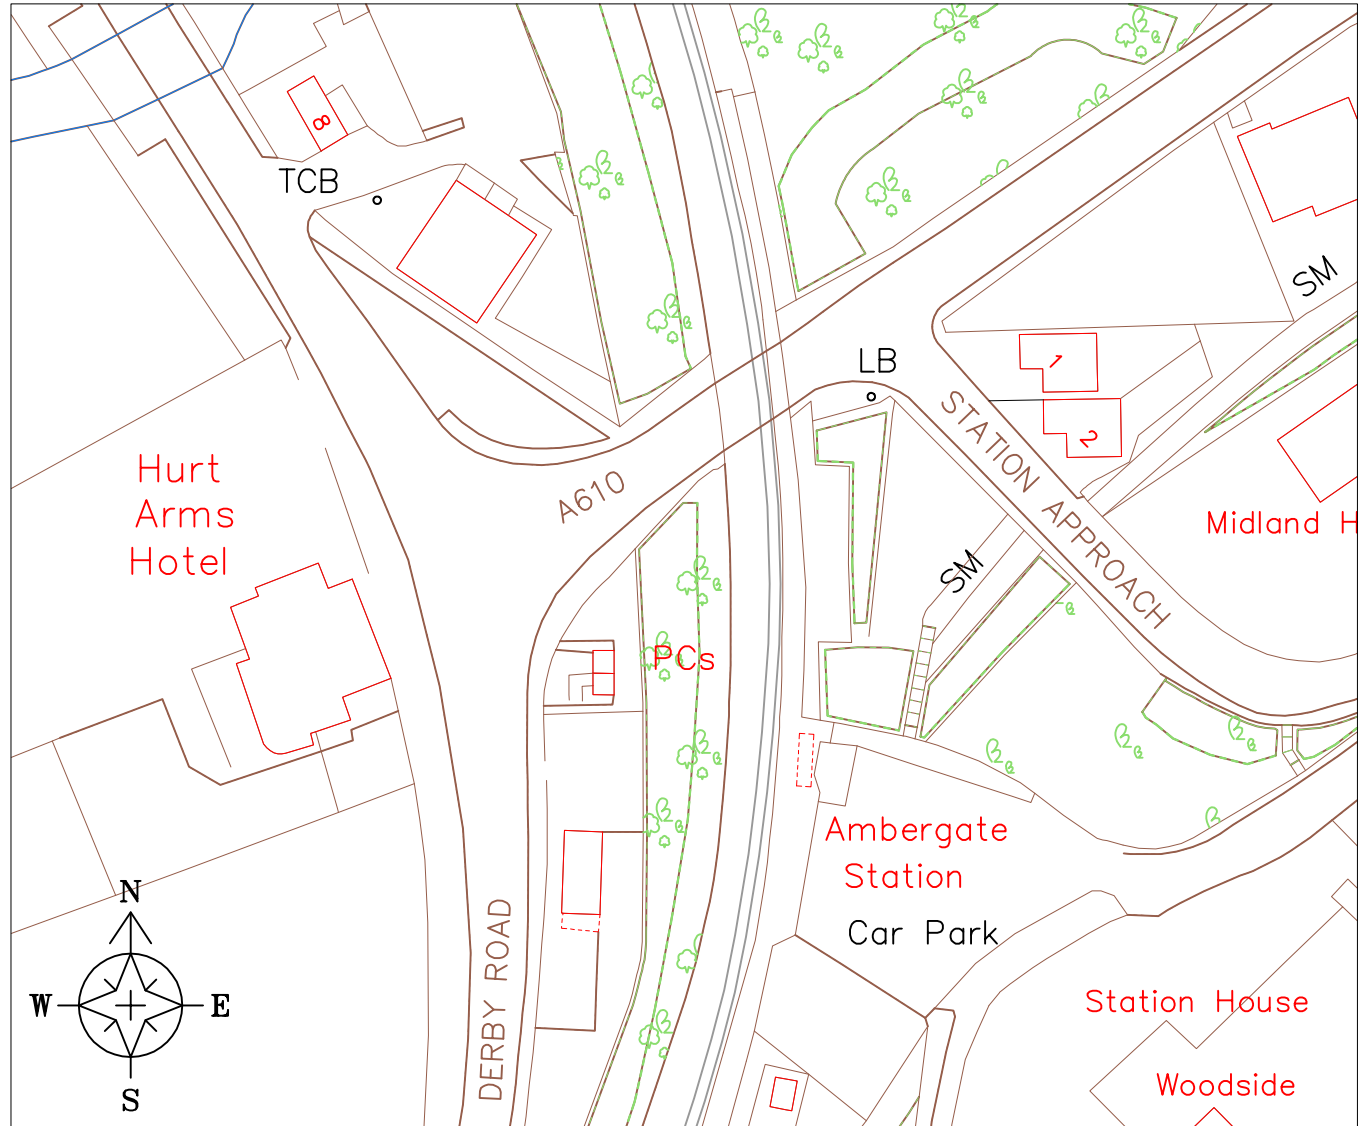 8
TCB
SM
1
LB
STATION APPROACH
2
Hurt
Arms
Hotel
A610
Midland H
SM
PCs
Ambergate
Station
Car Park
N
W
E
S
DERBY ROAD
Station House
Woodside